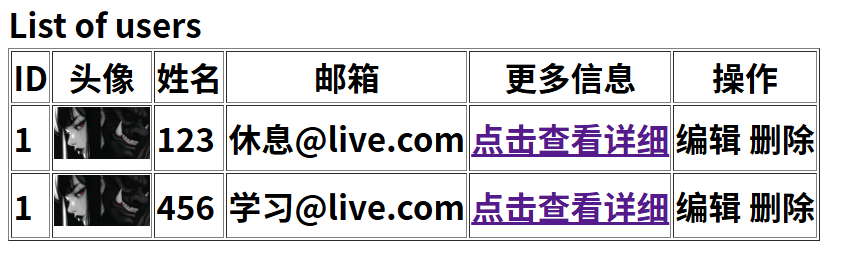 List of users
ID 头像 姓名 邮箱 更多信息 操作
1 123 休息@live.com 点击查看详细 编辑 删除
1 456 学习@live.com 点击查看详细 编辑 删除